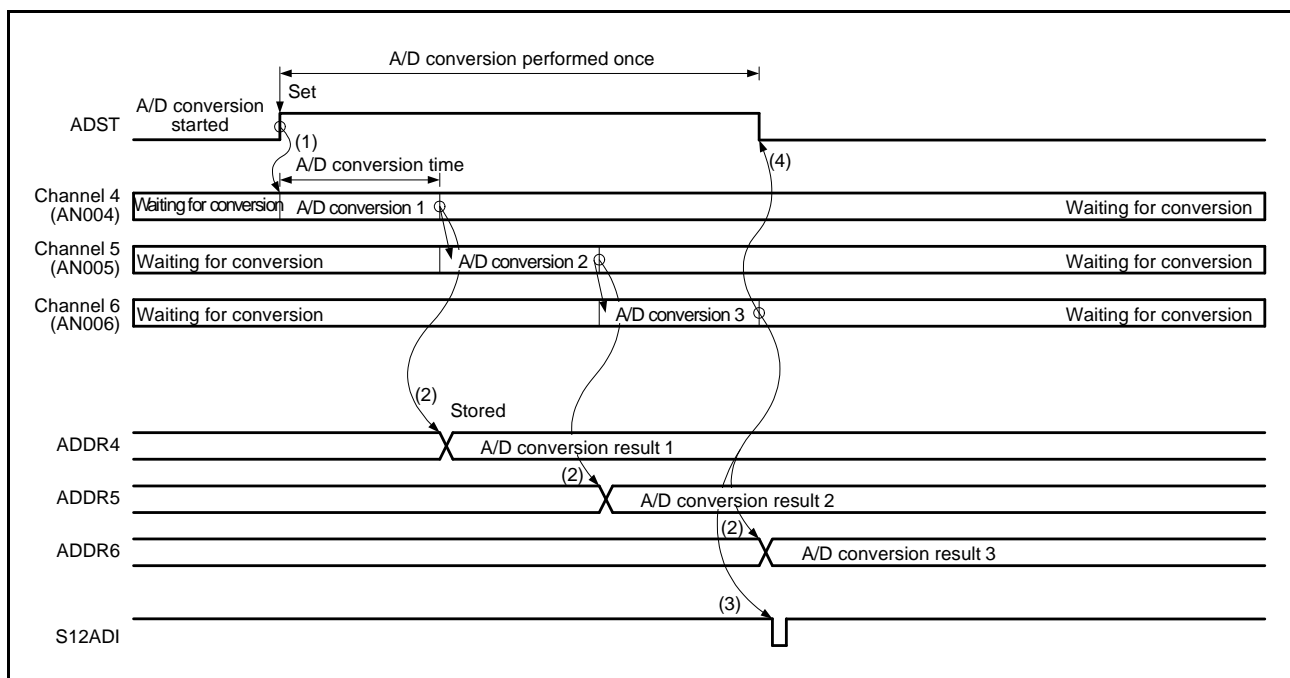 A/D conversion performed once
Set
A/D conversion
started
ADST
(1)
(4)
A/D conversion time
Channel 4
(AN004)
Waiting for conversion
A/D conversion 1
Waiting for conversion
Channel 5
(AN005)
Waiting for conversion
A/D conversion 2
Waiting for conversion
Channel 6
(AN006)
Waiting for conversion
A/D conversion 3
Waiting for conversion
(2)
Stored
ADDR4
A/D conversion result 1
(2)
ADDR5
A/D conversion result 2
(2)
ADDR6
A/D conversion result 3
(3)
S12ADI